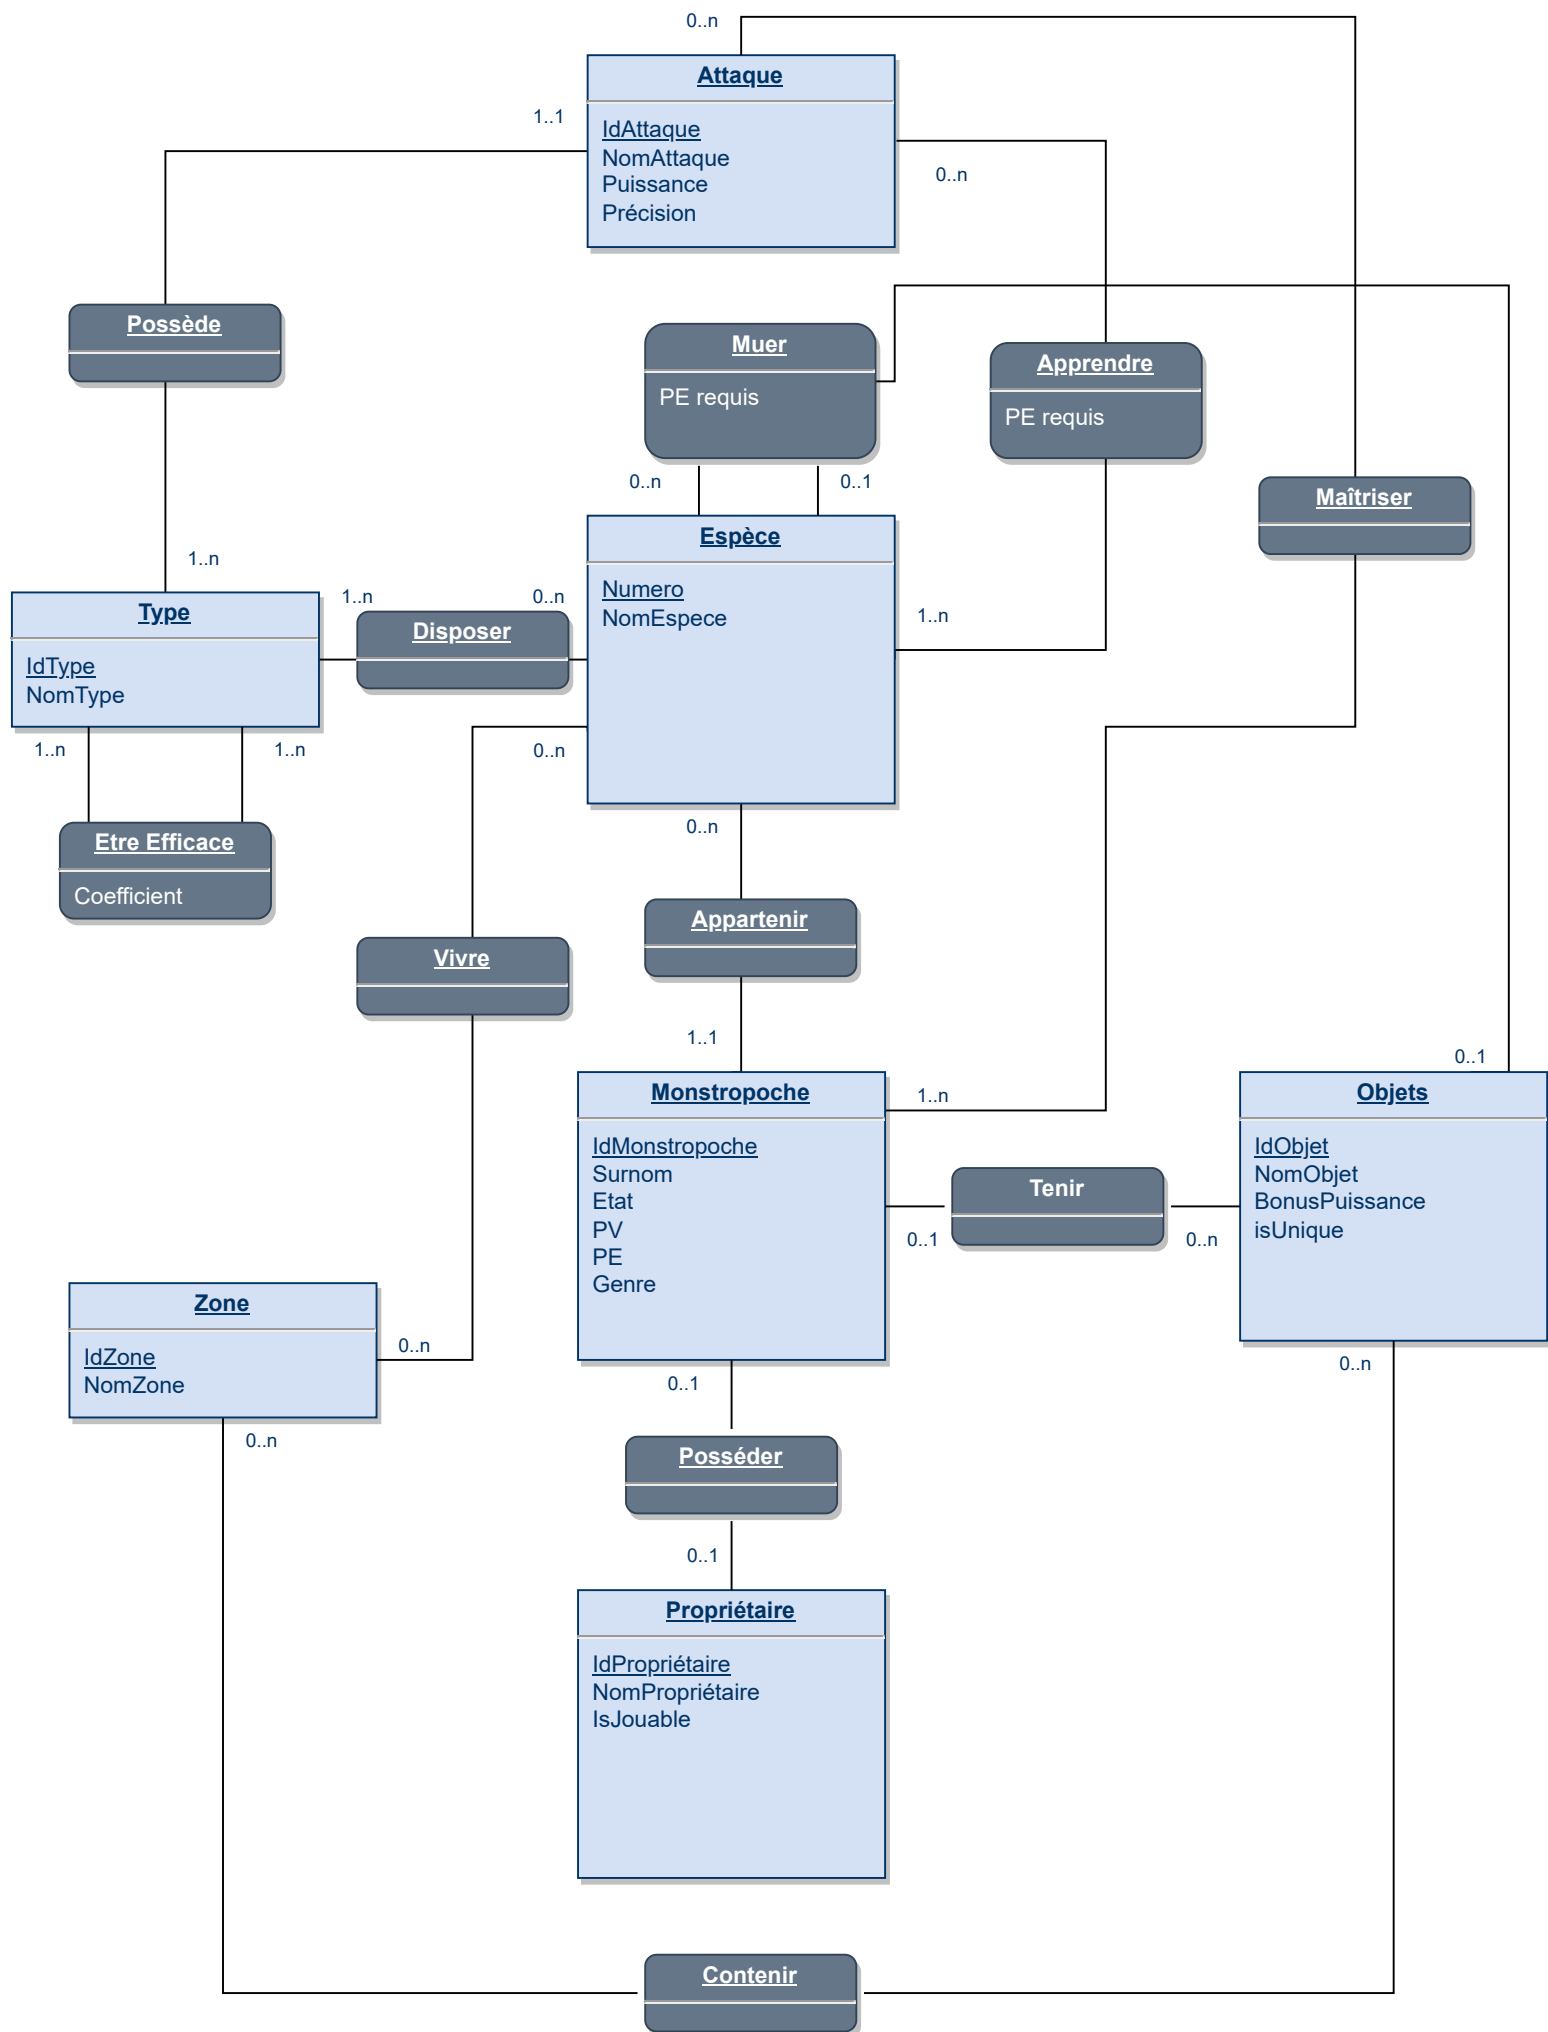 0..n
Attaque
1..1
IdAttaque
NomAttaque
Puissance
Précision
0..n
Possède
Muer
PE requis
Apprendre
PE requis
0..n
0..1
Maîtriser
Espèce
Numero
NomEspece
1..n
1..n
0..n
1..n
Type
IdType
NomType
Disposer
1..n
1..n
0..n
Etre Efficace
Coefficient
0..n
Appartenir
Vivre
1..1
0..1
Monstropoche
IdMonstropoche
Surnom
Etat
PV
PE
Genre
1..n
Objets
IdObjet
NomObjet
BonusPuissance
isUnique
Tenir
0..1
0..n
Zone
IdZone
NomZone
0..n
0..1
0..n
0..n
Posséder
0..1
Propriétaire
IdPropriétaire
NomPropriétaire
IsJouable
Contenir